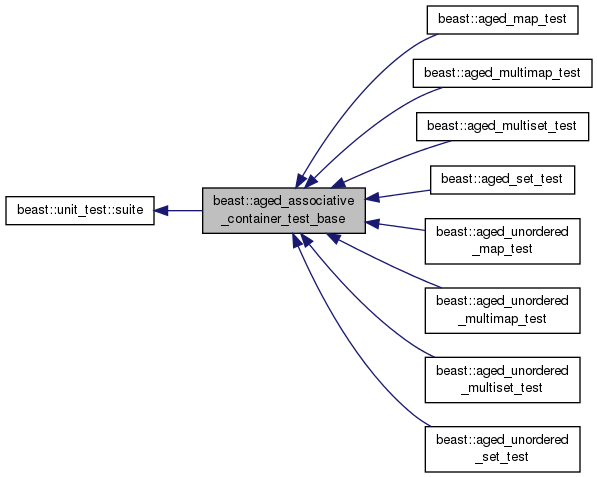 beast::aged_map_test
beast::aged_multimap_test
beast::aged_multiset_test
beast::aged_set_test
beast::unit_test::suite
beast::aged_associative
_container_test_base
beast::aged_unordered
_map_test
beast::aged_unordered
_multimap_test
beast::aged_unordered
_multiset_test
beast::aged_unordered
_set_test